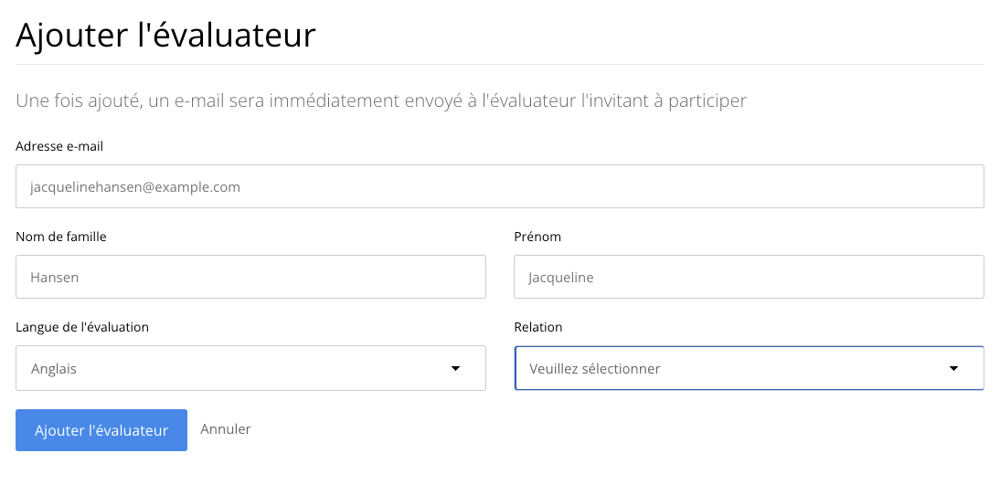 Ajouter l'évaluateur
Une fois ajouté, un e-mail sera immédiatement envoyé à l'évaluateur l'invitant à participer
Adresse e-mail
jacquelinehansen@example.com
Nom de famille
Prénom
Hansen
Jacqueline
Langue de l'évaluation
Relation
Anglais
Veuillez sélectionner
Ajouter l'évaluateur
Annuler